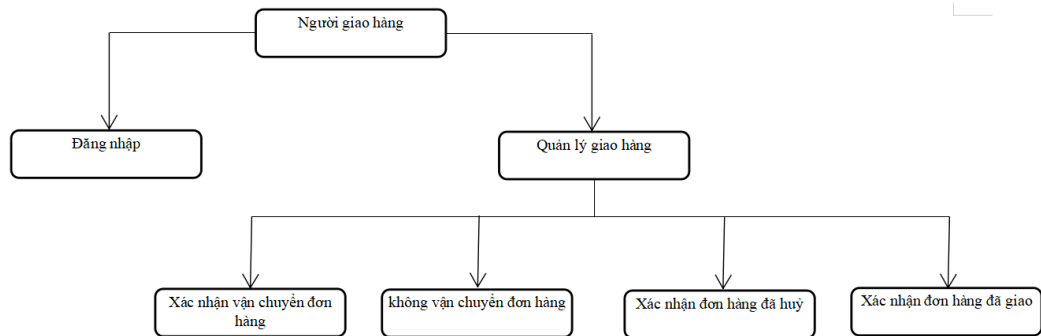 Người giao hàng
Đăng nhập
Quản lý giao hàng
Xác nhận vận chuyển đơn
hàng
không vận chuyển đơn hàng
Xác nhận đơn hàng đã huỷ
Xác nhận đơn hàng đã giao